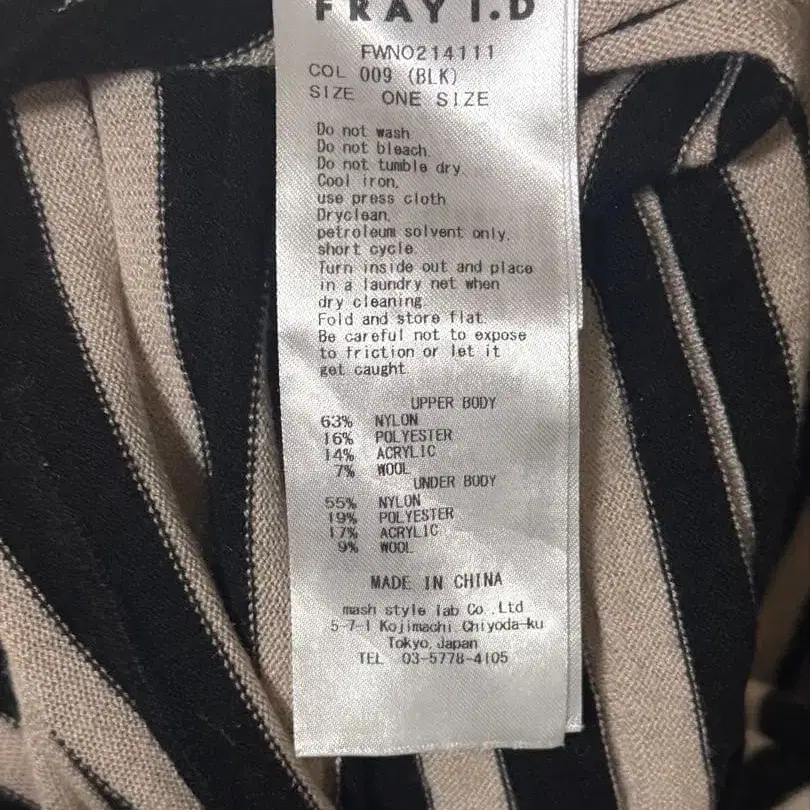 FRAY I.D
FWNO214111
COL 009 (BLK)
SIZE ONE SIZE
Do not wash
Do not bleach
Do not tumble dry.
Cool iron,
use press cloth
Dryclean,
petroleum solvent only,
short cycle.
Turn inside out and place
in a laundry net when
dry cleaning
Fold and store flat.
Be careful not to expose
to friction or let it
get caught.
UPPER BODY
63% NYLON
16% POLYESTER
14% ACRYLIC
7% WOOL
UNDER BODY
55% NYLON
19% POLYESTER
17% ACRYLIC
9% WOOL
MADE IN CHINA
mash style lab Co.,Ltd
5-7-1 Kojimachi Chiyoda-ku
Tokyo, Japan
TEL 03-5778-4105